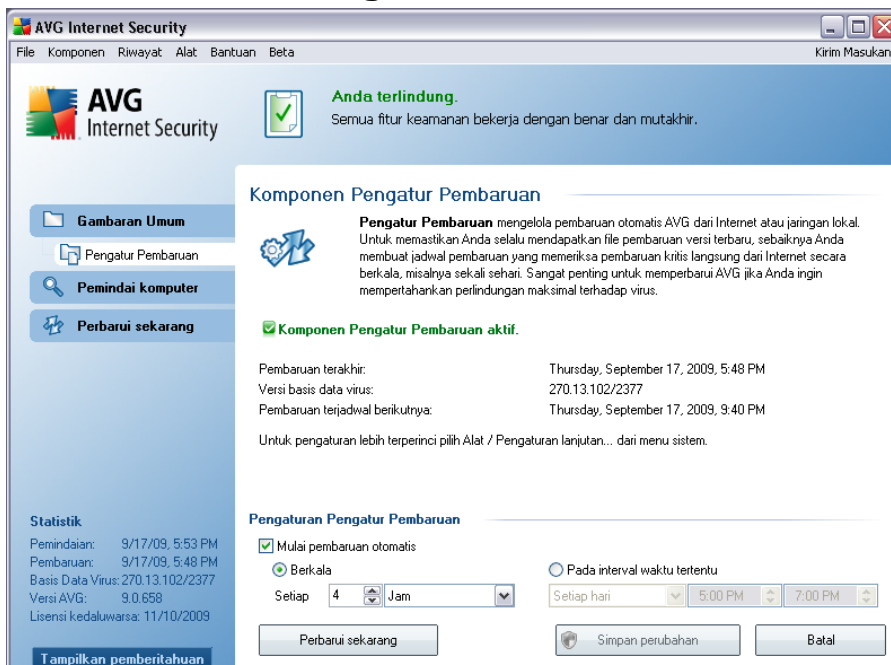 AVG Internet Security
File Komponen Riwayat Alat Bantuan Beta Kirim Masukan
AVG
Internet Security
Anda terlindung.
Semua fitur keamanan bekerja dengan benar dan mutakhir.
Gambaran Umum
Pengatur Pembaruan
Pemindai komputer
Perbarui sekarang
Komponen Pengatur Pembaruan
Pengatur Pembaruan mengelola pembaruan otomatis AVG dari Internet atau jaringan lokal.
Untuk memastikan Anda selalu mendapatkan file pembaruan versi terbaru, sebaiknya Anda
membuat jadwal pembaruan yang memeriksa pembaruan kritis langsung dari Internet secara
berkala, misalnya sekali sehari. Sangat penting untuk memperbarui AVG jika Anda ingin
mempertahankan perlindungan maksimal terhadap virus.
Komponen Pengatur Pembaruan aktif.
Pembaruan terakhir: Thursday, September 17, 2009, 5:48 PM
Versi basis data virus: 270.13.102/2377
Pembaruan terjadwal berikutnya: Thursday, September 17, 2009, 9:40 PM
Untuk pengaturan lebih terperinci pilih Alat / Pengaturan lanjutan... dari menu sistem.
Statistik
Pemindaian: 9/17/09, 5:53 PM
Pembaruan: 9/17/09, 5:48 PM
Basis Data Virus: 270.13.102/2377
Versi AVG: 9.0.658
Lisensi kedaluwarsa: 11/10/2009
Tampilkan pemberitahuan
Pengaturan Pengatur Pembaruan
Mulai pembaruan otomatis
Berkala Pada interval waktu tertentu
Setiap 4 Jam Setiap hari 5:00 PM 7:00 PM
Perbarui sekarang Simpan perubahan Batal